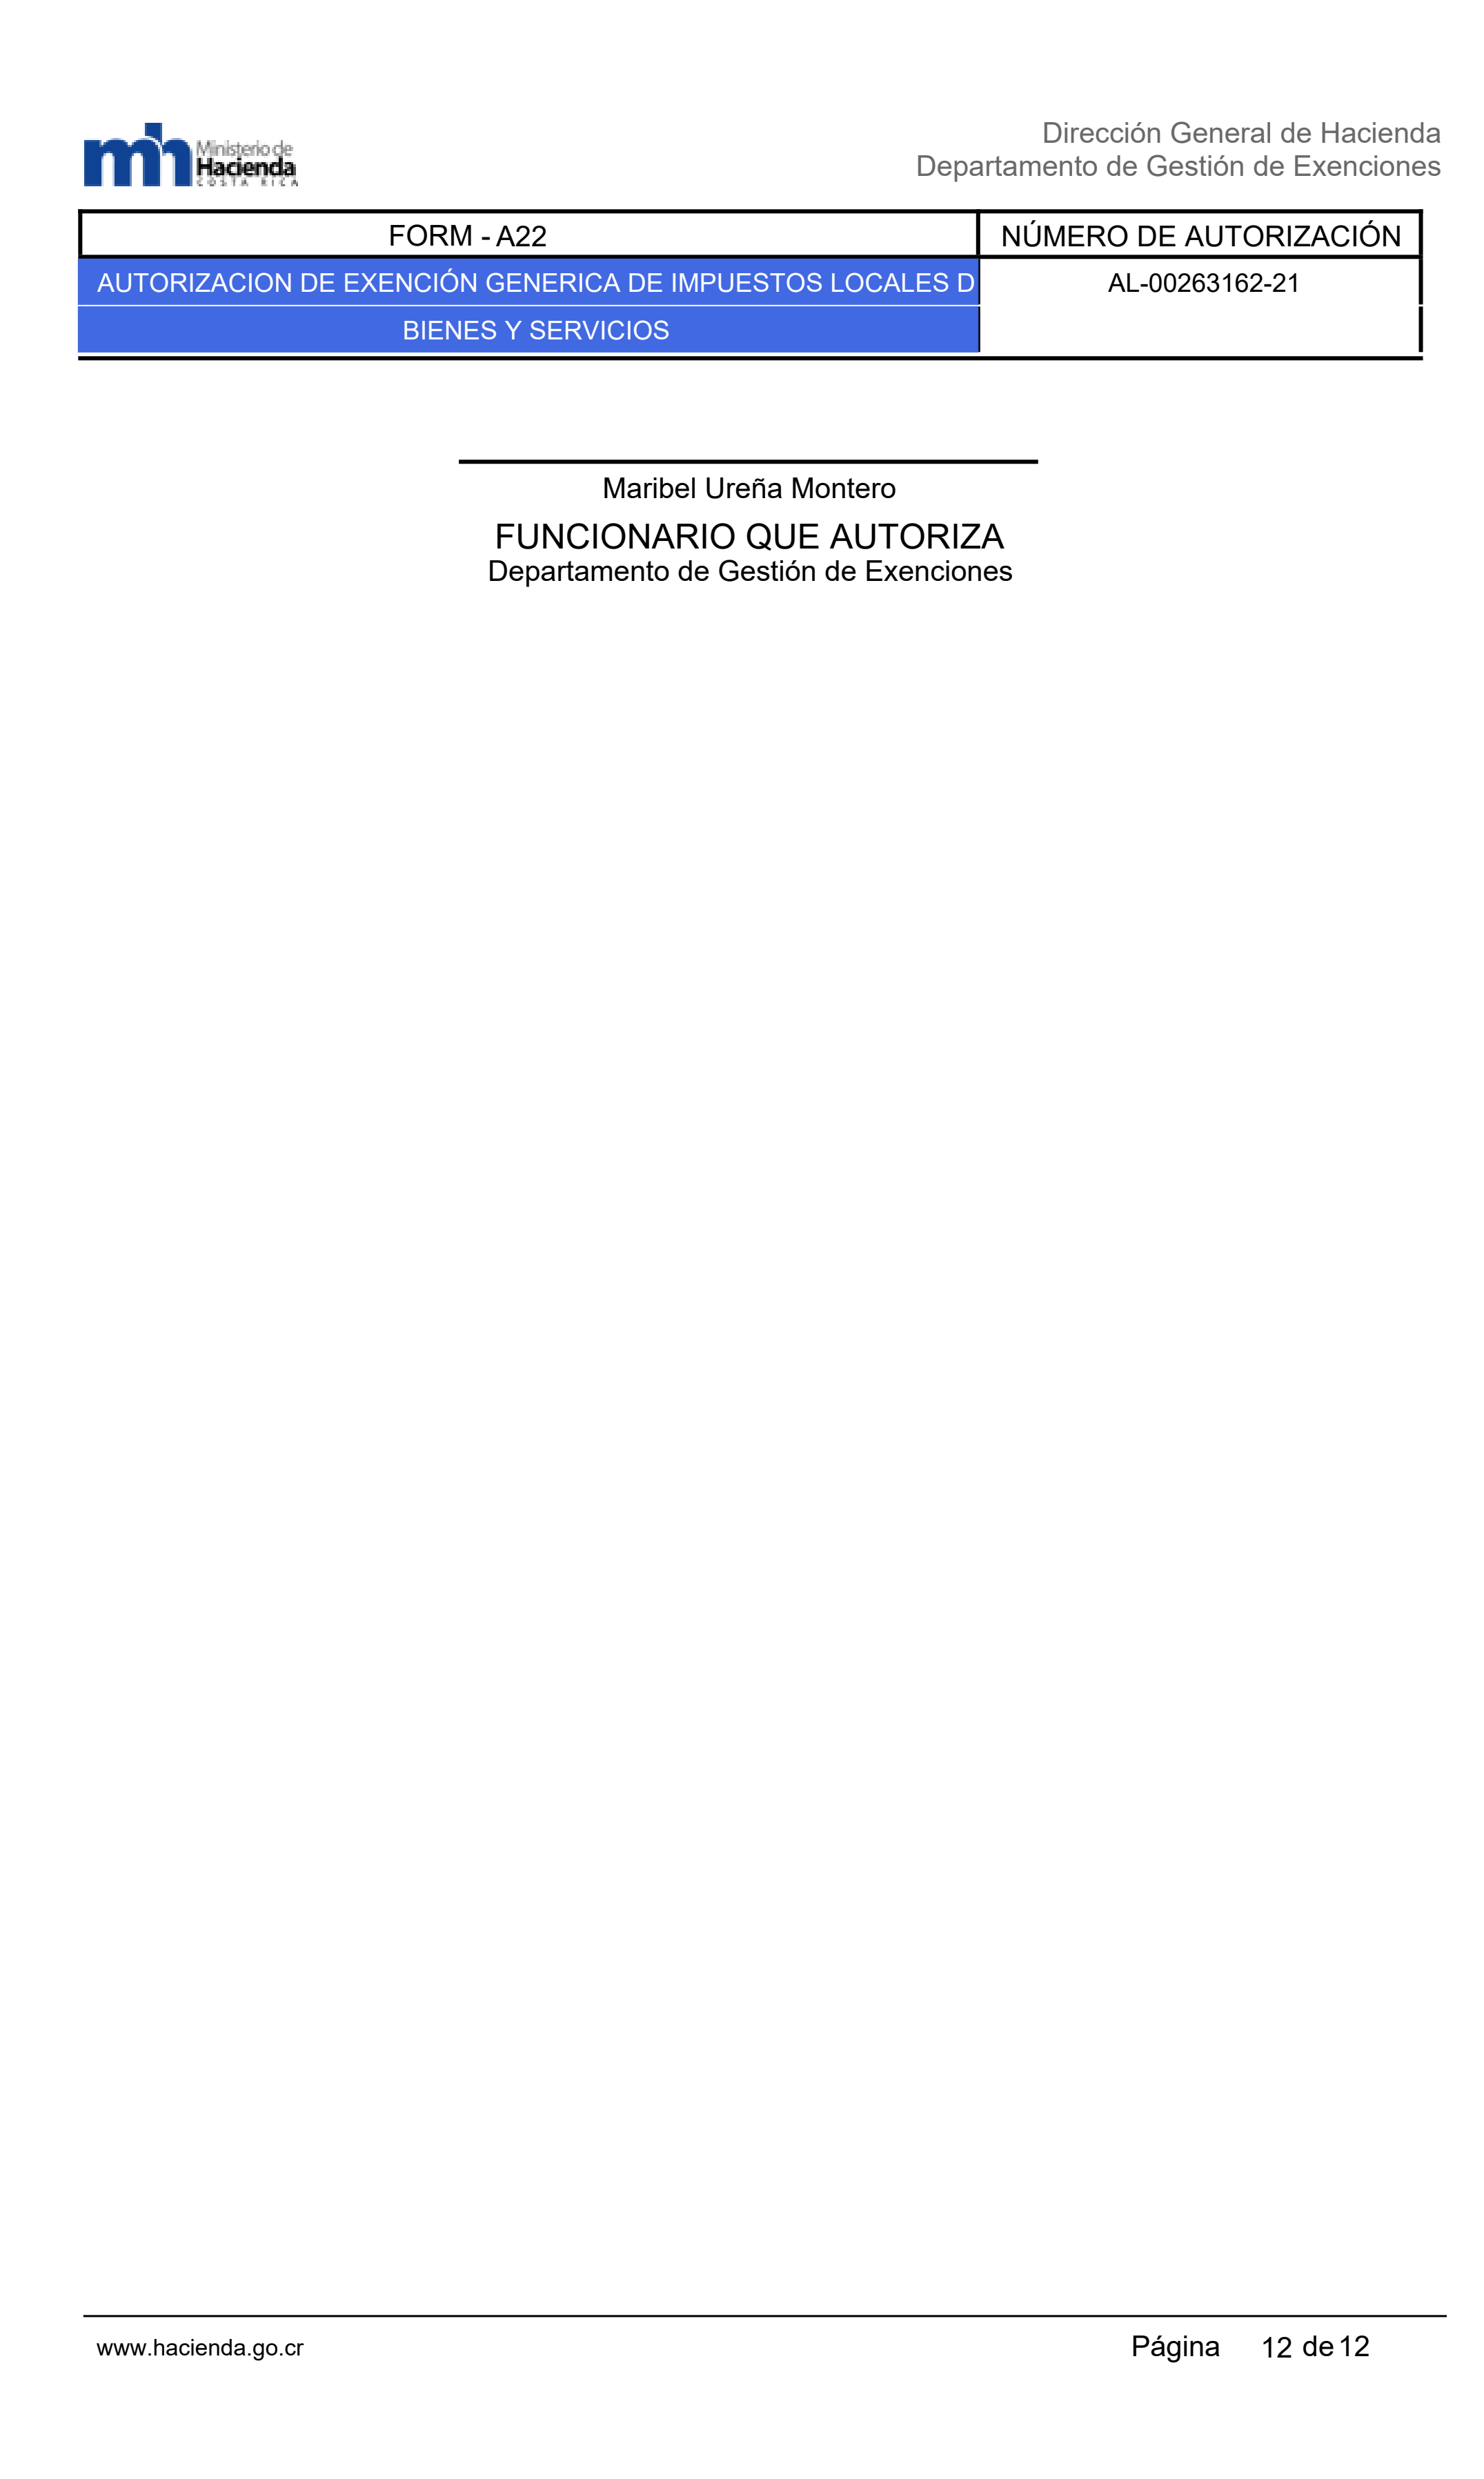 Ministerio de
Hacienda
COSTA RICA
Dirección General de Hacienda
Departamento de Gestión de Exenciones
FORM - A22
NÚMERO DE AUTORIZACIÓN
AUTORIZACION DE EXENCIÓN GENERICA DE IMPUESTOS LOCALES D
AL-00263162-21
BIENES Y SERVICIOS
Maribel Ureña Montero
FUNCIONARIO QUE AUTORIZA
Departamento de Gestión de Exenciones
www.hacienda.go.cr
Página 12 de 12